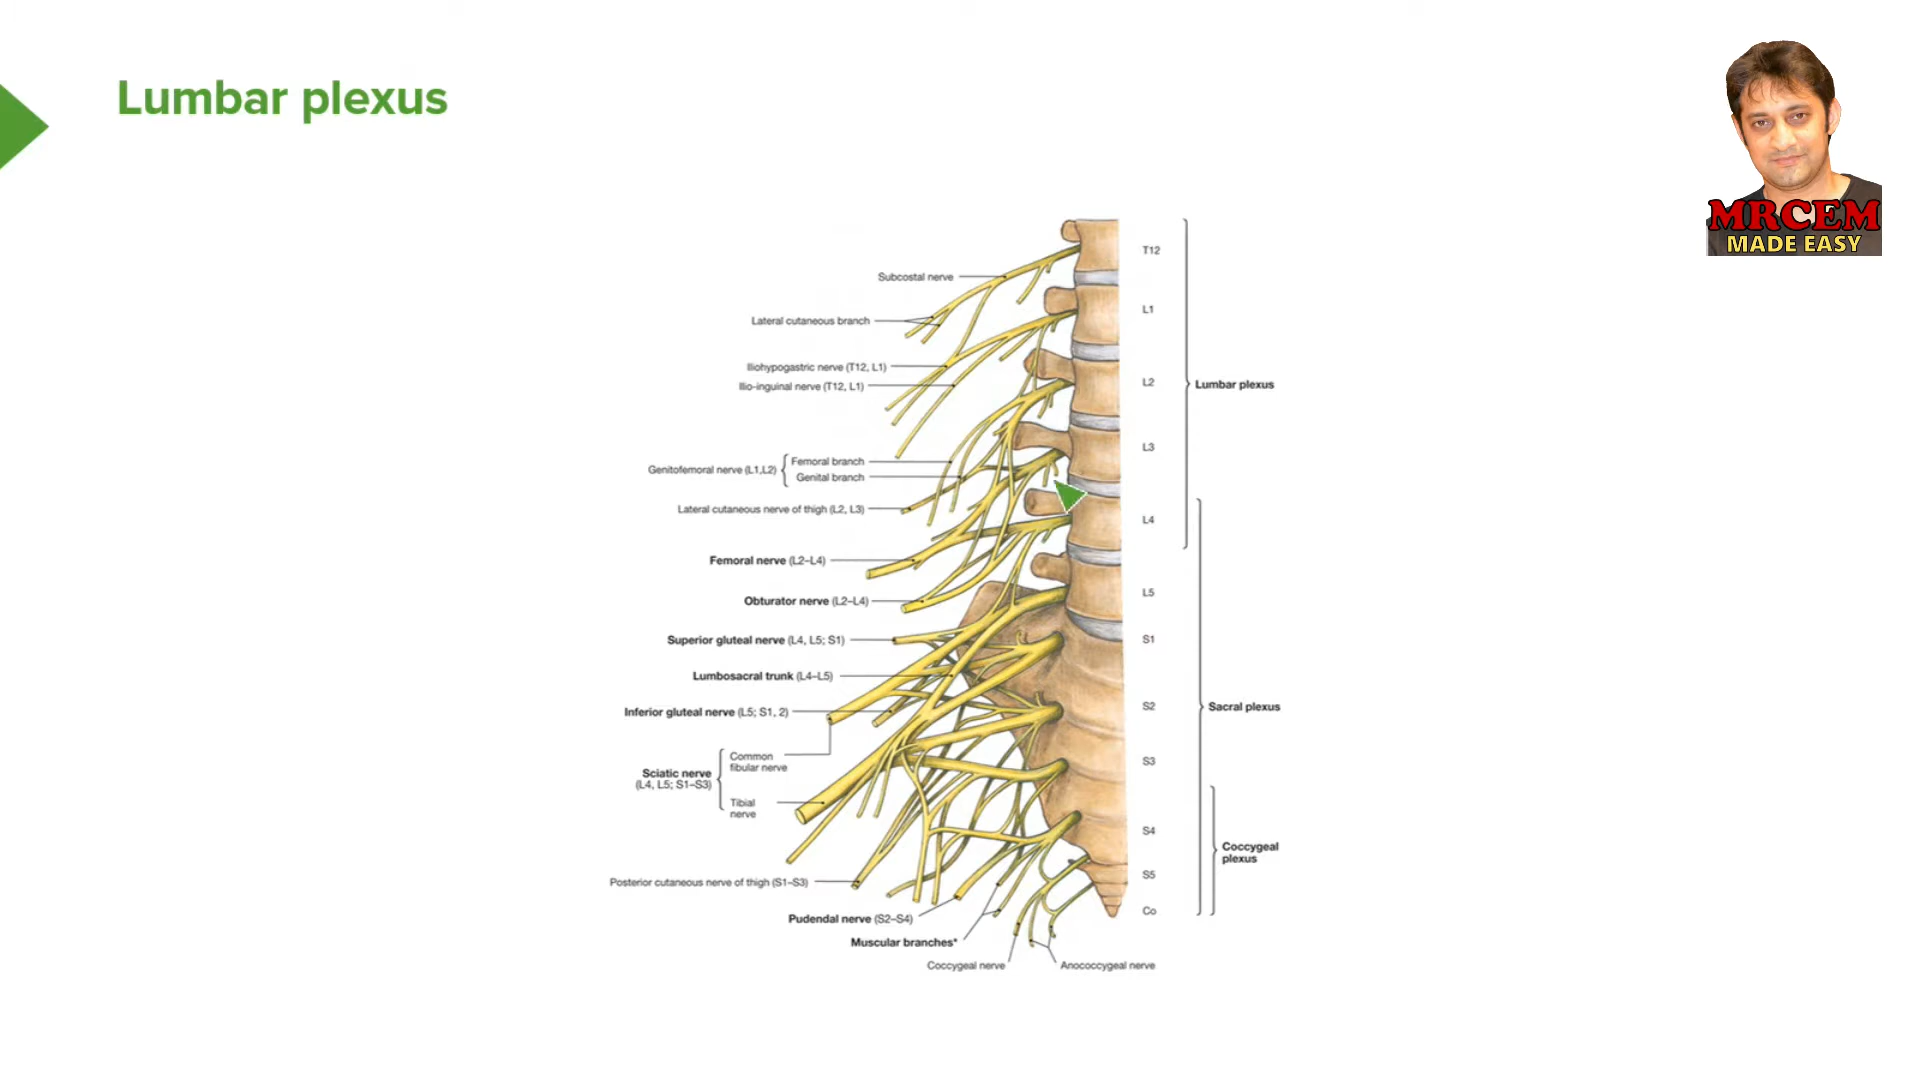 Lumbar plexus
MRCEM
MADE EASY
T12
Subcostal nerve
L1
Lateral cutaneous branch
Iliohypogastric nerve (T12, L1)
Ilio-inguinal nerve (T12, L1)
L2
Lumbar plexus
L3
Genitofemoral nerve (L1,L2)
Femoral branch
Genital branch
Lateral cutaneous nerve of thigh (L2, L3)
L4
Femoral nerve (L2–L4)
L5
Obturator nerve (L2–L4)
Superior gluteal nerve (L4, L5; S1)
S1
Lumbosacral trunk (L4–L5)
Inferior gluteal nerve (L5; S1, 2)
S2
Sacral plexus
Sciatic nerve
(L4, L5; S1–S3)
Common
fibular nerve
S3
Tibial
nerve
S4
Coccygeal
plexus
Posterior cutaneous nerve of thigh (S1–S3)
S5
Pudendal nerve (S2–S4)
Co
Muscular branches*
Coccygeal nerve
Anococcygeal nerve